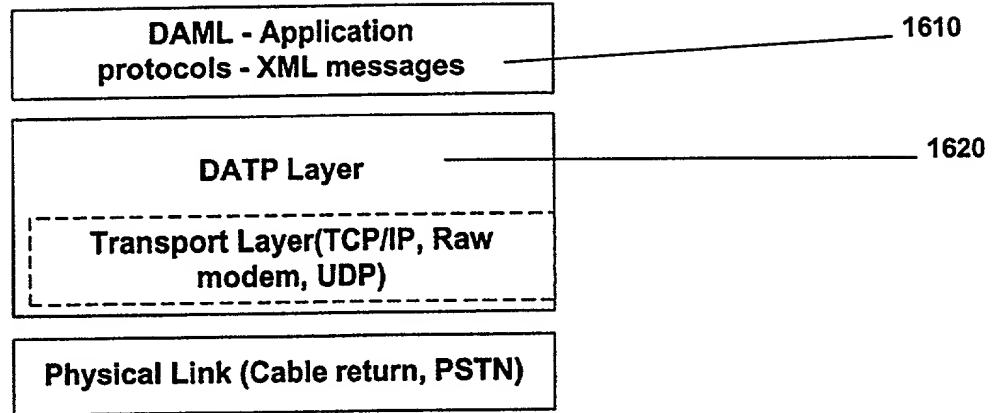 DAML - Application
protocols - XML messages
1610
DATP Layer
1620
Transport Layer(TCP/IP, Raw
modem, UDP)
Physical Link (Cable return, PSTN)